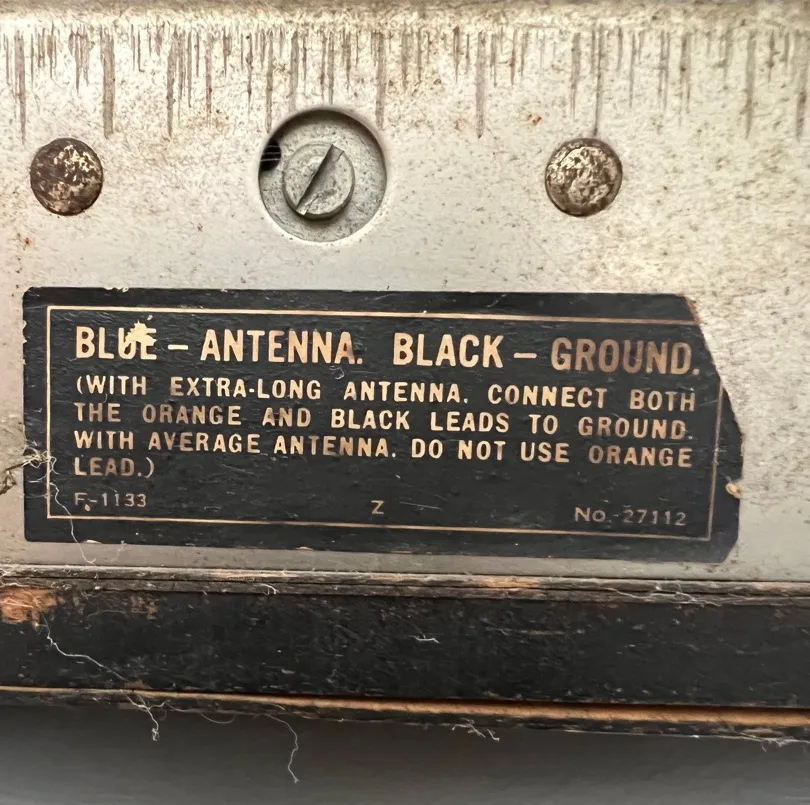 BLUE – ANTENNA. BLACK – GROUND.
(WITH EXTRA-LONG ANTENNA. CONNECT BOTH
THE ORANGE AND BLACK LEADS TO GROUND.
WITH AVERAGE ANTENNA. DO NOT USE ORANGE
LEAD.)
F-1133 Z No-27112